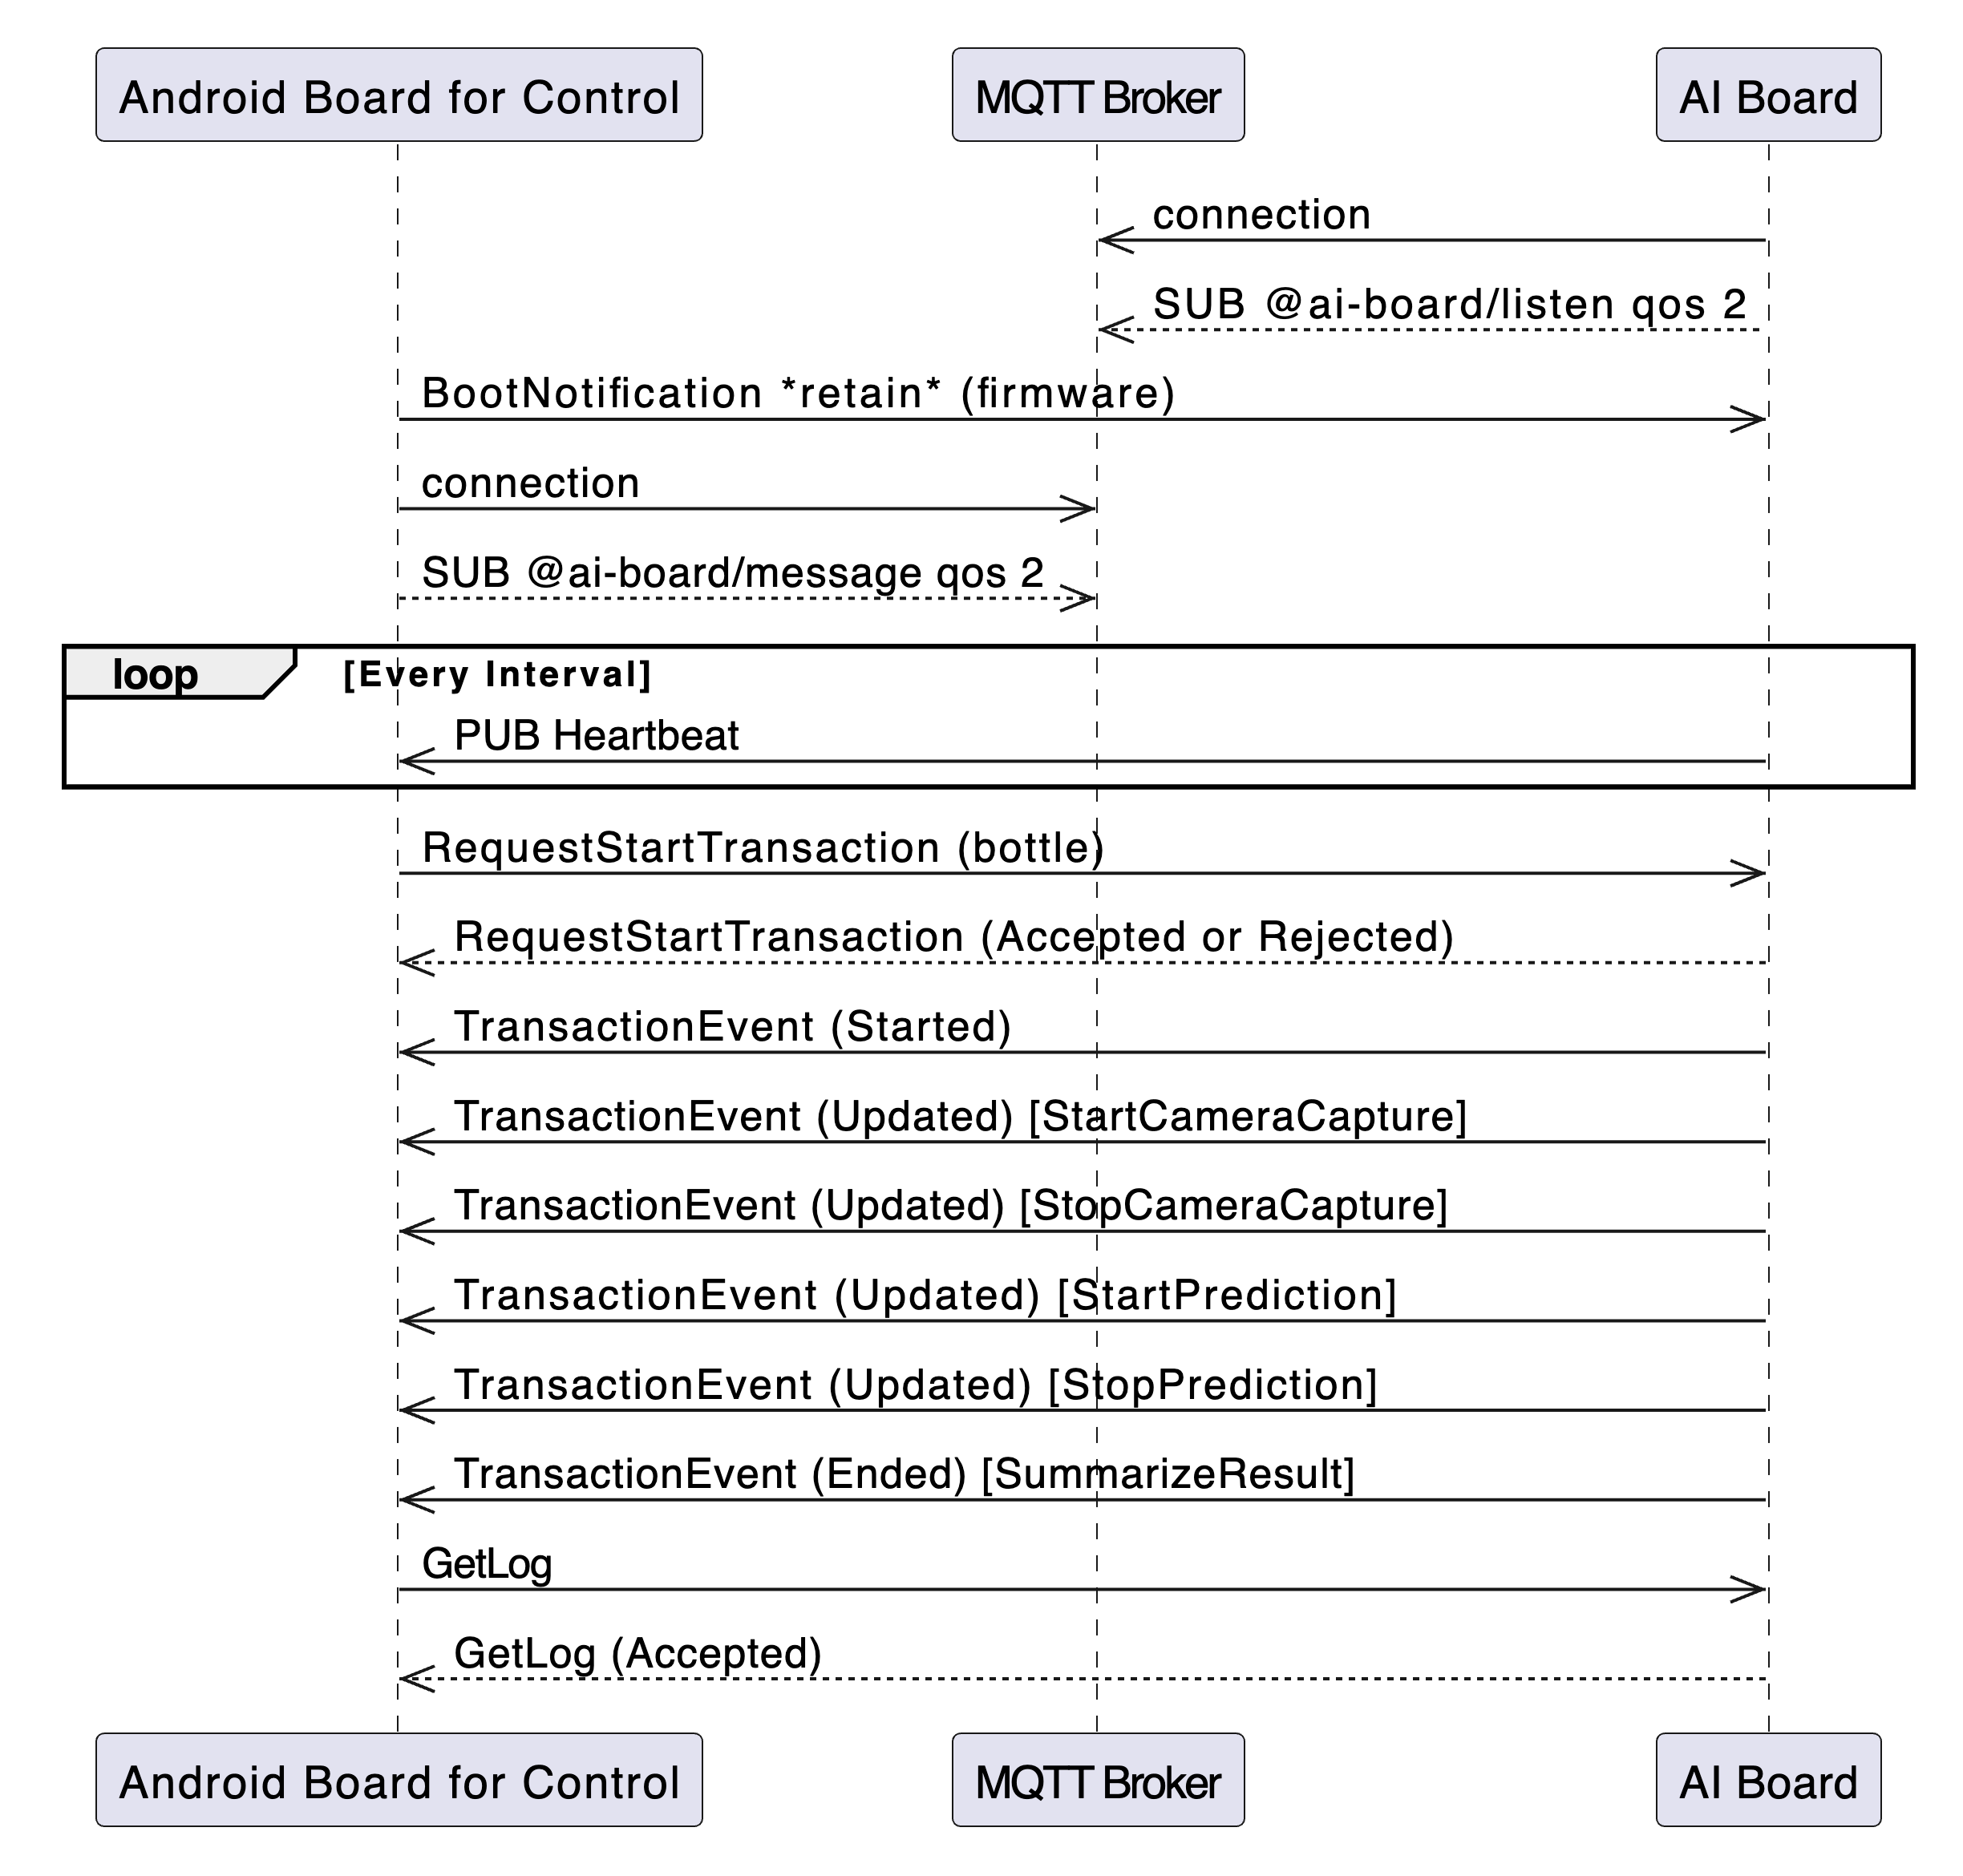 Android Board for Control
MQTT Broker
AI Board
connection
SUB @ai-board/listen qos 2
BootNotification *retain* (firmware)
connection
SUB @ai-board/message qos 2
loop
[Every Interval]
PUB Heartbeat
RequestStartTransaction (bottle)
RequestStartTransaction (Accepted or Rejected)
TransactionEvent (Started)
TransactionEvent (Updated) [StartCameraCapture]
TransactionEvent (Updated) [StopCameraCapture]
TransactionEvent (Updated) [StartPrediction]
TransactionEvent (Updated) [StopPrediction]
TransactionEvent (Ended) [SummarizeResult]
GetLog
GetLog (Accepted)
Android Board for Control
MQTT Broker
AI Board